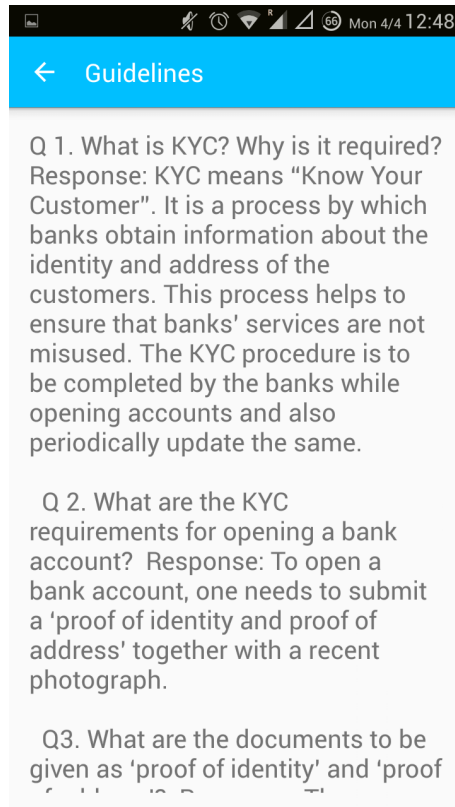 R 66 Mon 4/4 12:48
Guidelines
Q 1. What is KYC? Why is it required?
Response: KYC means “Know Your
Customer”. It is a process by which
banks obtain information about the
identity and address of the
customers. This process helps to
ensure that banks’ services are not
misused. The KYC procedure is to
be completed by the banks while
opening accounts and also
periodically update the same.
Q 2. What are the KYC
requirements for opening a bank
account?  Response: To open a
bank account, one needs to submit
a ‘proof of identity and proof of
address’ together with a recent
photograph.
Q3. What are the documents to be
given as ‘proof of identity’ and ‘proof